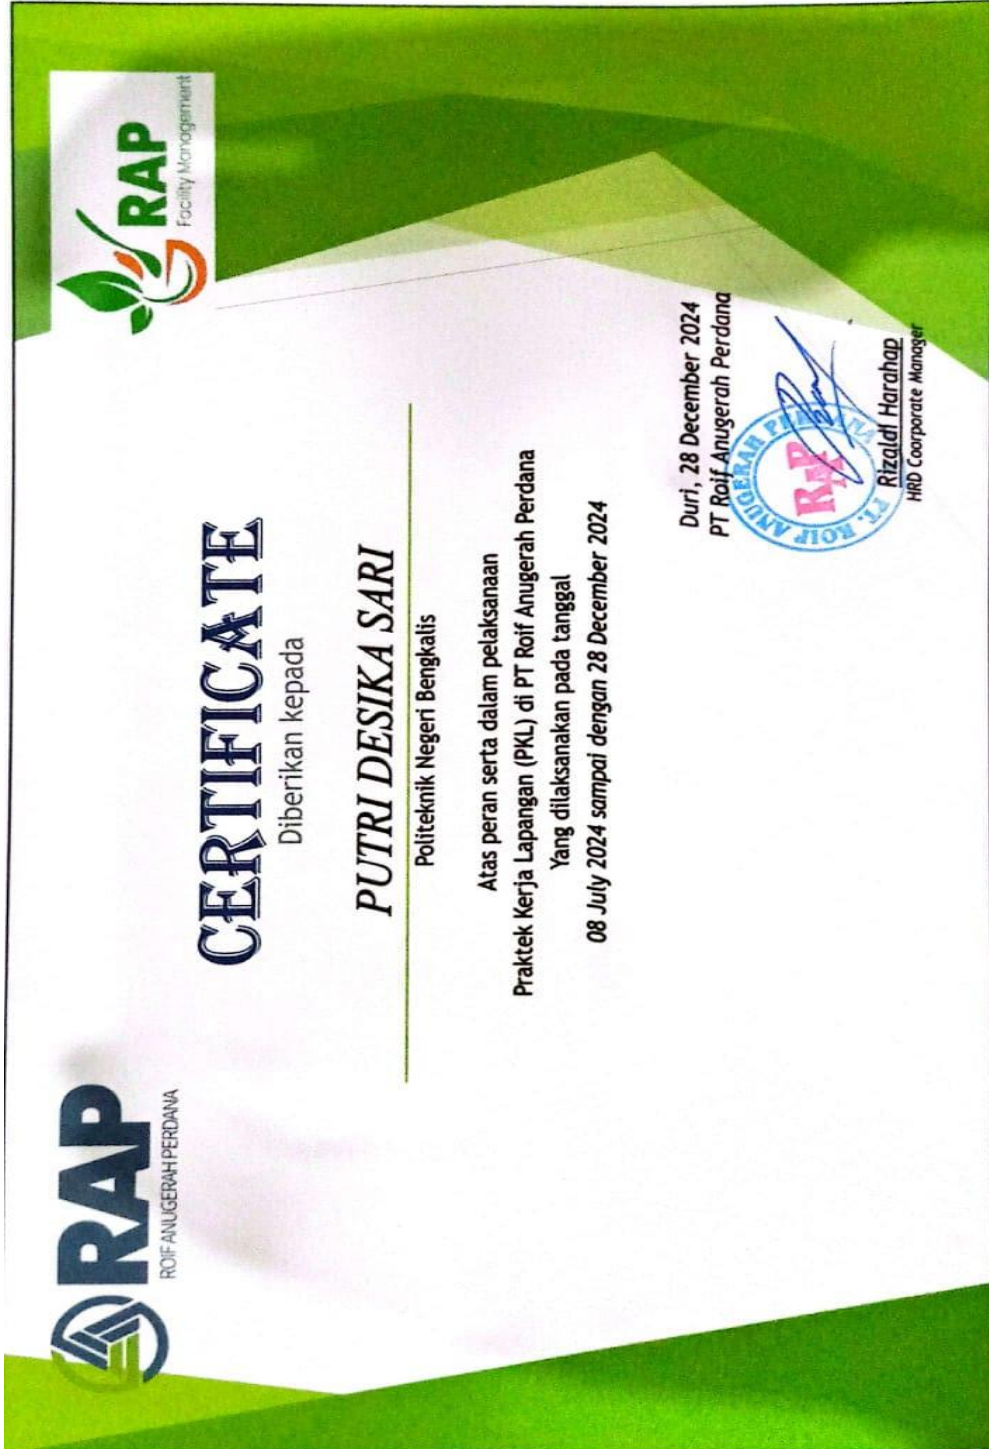 RAP
ROIF ANUGERAH PERDANA
RAP
Facility Management
CERTIFICATE
Diberikan kepada
PUTRI DESIKA SARI
Politeknik Negeri Bengkalis
Atas peran serta dalam pelaksanaan
Praktek Kerja Lapangan (PKL) di PT Roif Anugerah Perdana
Yang dilaksanakan pada tanggal
08 July 2024 sampai dengan 28 December 2024
Duri, 28 December 2024
PT Roif Anugerah Perdana
PT. ROIF ANUGERAH PERDANA
RAP
Rizaldi Harahap
HRD Coorporate Manager